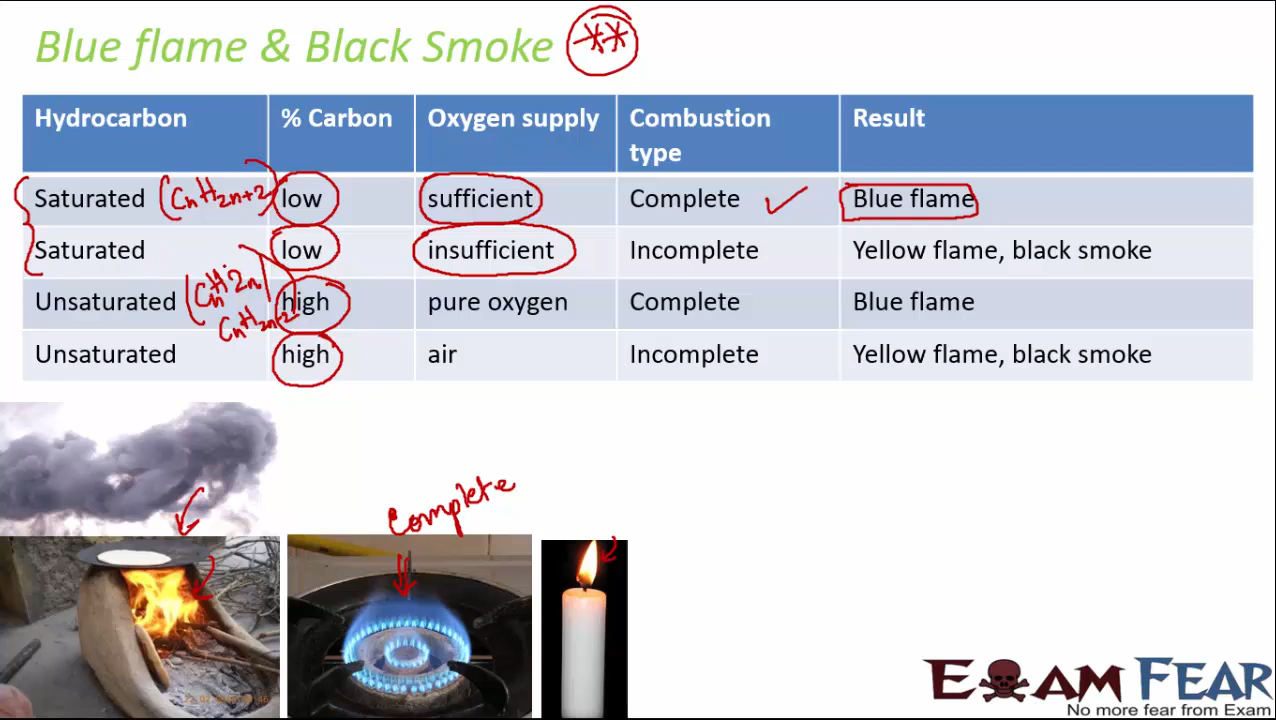 Blue flame & Black Smoke **
Hydrocarbon % Carbon Oxygen supply Combustion type Result
Saturated (CnH2n+2) low sufficient Complete ✓ Blue flame
Saturated low insufficient Incomplete Yellow flame, black smoke
Unsaturated (CnH2n high pure oxygen Complete Blue flame
CnH2n-2
Unsaturated high air Incomplete Yellow flame, black smoke
Complete
EXAM FEAR
No more fear from Exam